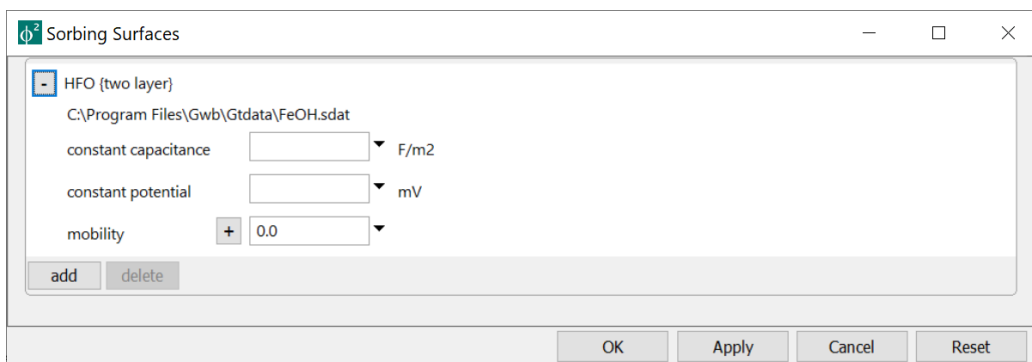 ϕ² Sorbing Surfaces
- HFO {two layer}
C:\Program Files\Gwb\Gtdata\FeOH.sdat
constant capacitance F/m2
constant potential mV
mobility + 0.0
add delete
OK Apply Cancel Reset